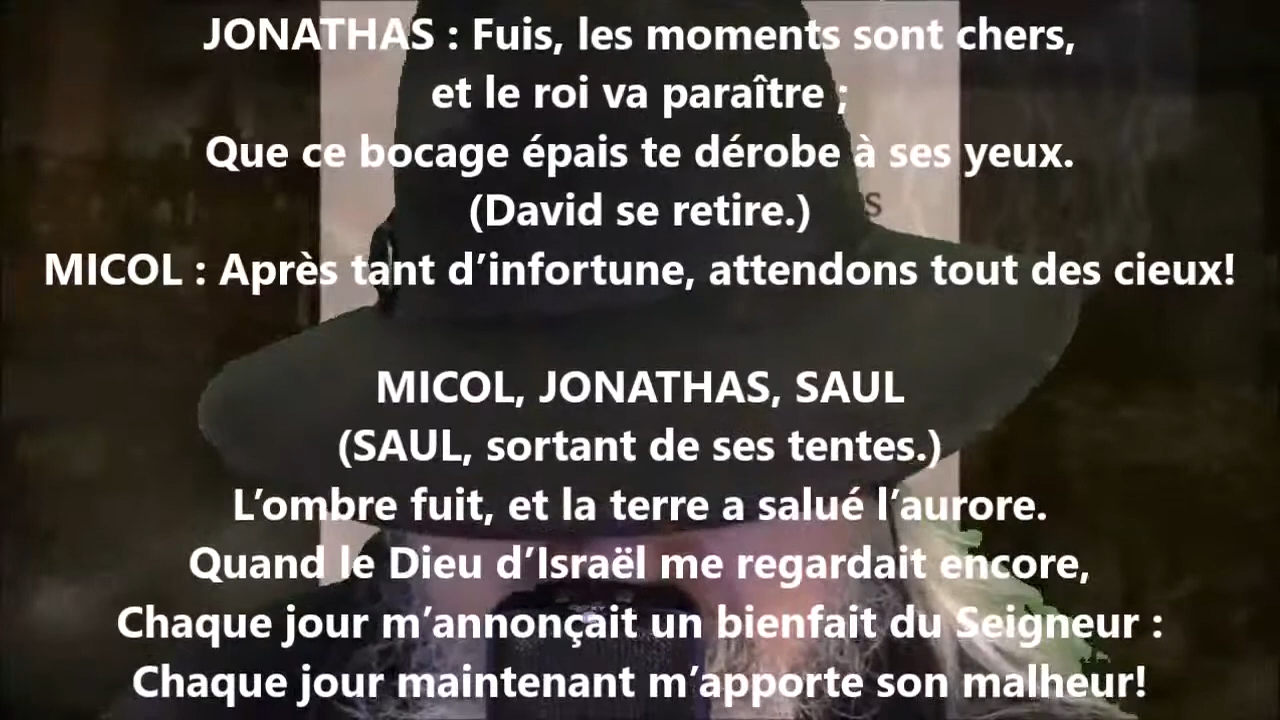 JONATHAS : Fuis, les moments sont chers,
et le roi va paraître ;
Que ce bocage épais te dérobe à ses yeux.
(David se retire.)
MICOL : Après tant d’infortune, attendons tout des cieux!
MICOL, JONATHAS, SAUL
(SAUL, sortant de ses tentes.)
L’ombre fuit, et la terre a salué l’aurore.
Quand le Dieu d’Israël me regardait encore,
Chaque jour m’annonçait un bienfait du Seigneur :
Chaque jour maintenant m’apporte son malheur!